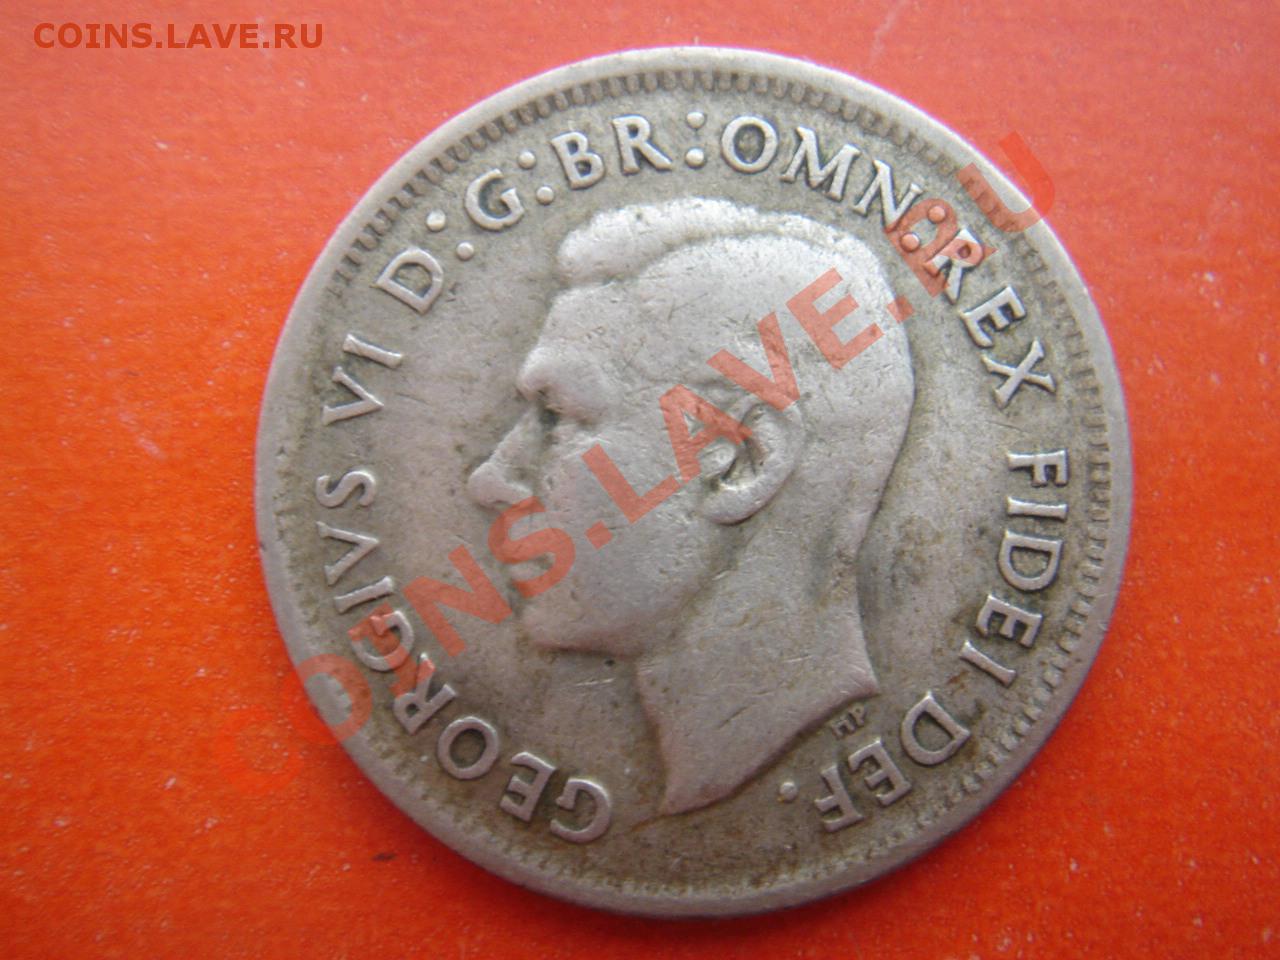 COINS.LAVE.RU
GEORGIVS VI D:G:BR:OMN:REX FIDEI DEF.
HP
COINS.LAVE.RU